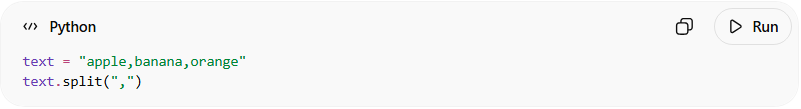 Python
Run
text = "apple,banana,orange"
text.split(",")